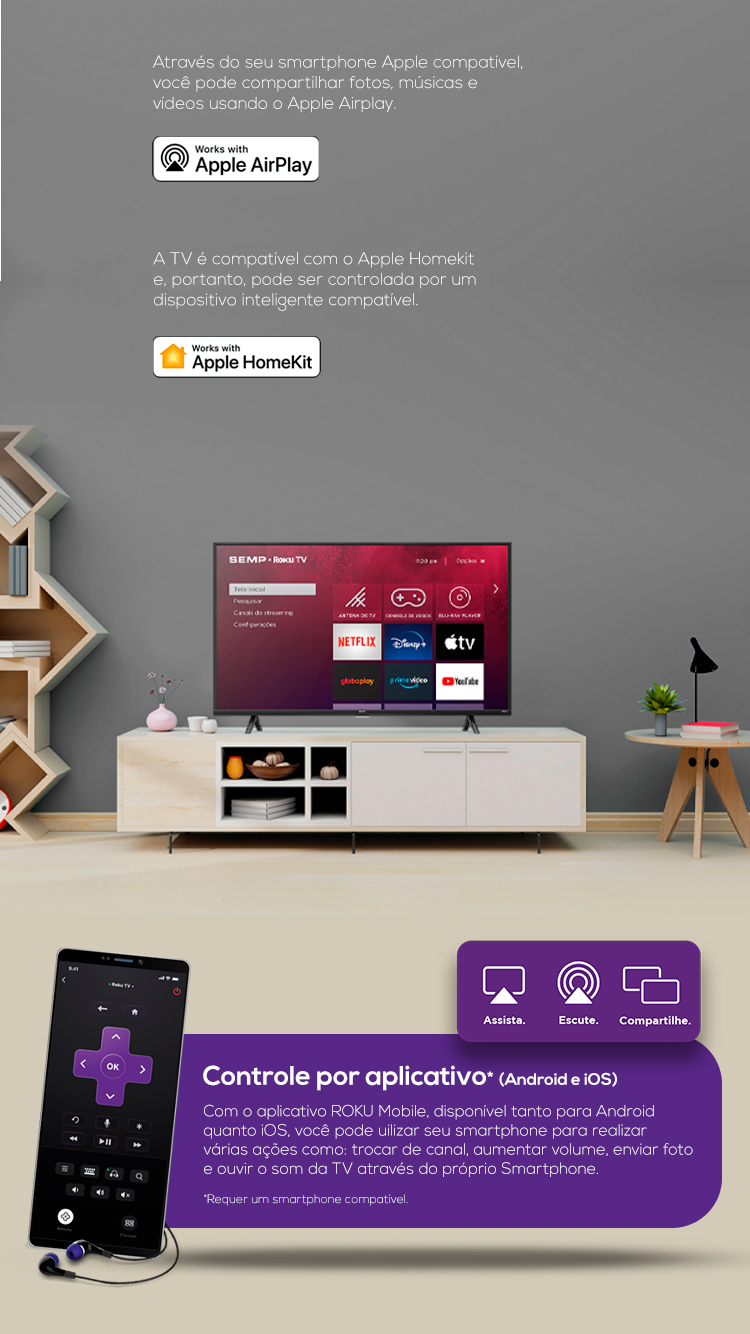 Através do seu smartphone Apple compatível,
você pode compartilhar fotos, músicas e
vídeos usando o Apple Airplay.
Works with
Apple AirPlay
A TV é compatível com o Apple Homekit
e, portanto, pode ser controlada por um
dispositivo inteligente compatível.
Works with
Apple HomeKit
SEMP • Roku TV
Opções
Tela Inicial
Pesquisar
Canais de streaming
Configurações
ANTENA DE TV
CONSOLE DE JOGOS
BLU-RAY PLAYER
NETFLIX
Disney+
tv
globoplay
prime video
YouTube
9:41
Roku TV
OK
Assista.
Escute.
Compartilhe.
Controle por aplicativo* (Android e iOS)
Com o aplicativo ROKU Mobile, disponível tanto para Android
quanto iOS, você pode uilizar seu smartphone para realizar
várias ações como: trocar de canal, aumentar volume, enviar foto
e ouvir o som da TV através do próprio Smartphone.
*Requer um smartphone compativel.